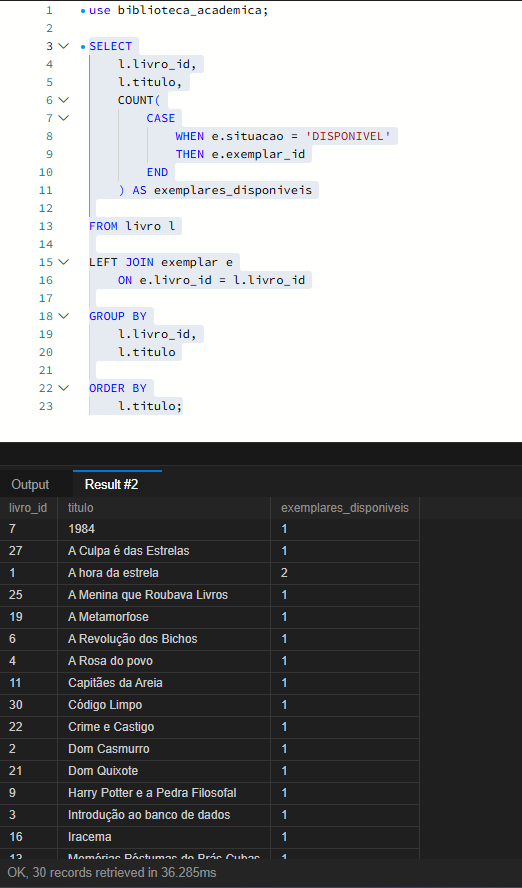 1 use biblioteca_academica;
2
3 SELECT
4 l.livro_id,
5 l.titulo,
6 COUNT(
7 CASE
8 WHEN e.situacao = 'DISPONIVEL'
9 THEN e.exemplar_id
10 END
11 ) AS exemplares_disponiveis
12
13 FROM livro l
14
15 LEFT JOIN exemplar e
16 ON e.livro_id = l.livro_id
17
18 GROUP BY
19 l.livro_id,
20 l.titulo
21
22 ORDER BY
23 l.titulo;
Output Result #2
livro_id titulo exemplares_disponiveis
7 1984 1
27 A Culpa é das Estrelas 1
1 A hora da estrela 2
25 A Menina que Roubava Livros 1
19 A Metamorfose 1
6 A Revolução dos Bichos 1
4 A Rosa do povo 1
11 Capitães da Areia 1
30 Código Limpo 1
22 Crime e Castigo 1
2 Dom Casmurro 1
21 Dom Quixote 1
9 Harry Potter e a Pedra Filosofal 1
3 Introdução ao banco de dados 1
16 Iracema 1
13 Memórias Póstumas de Brás Cubas 1
OK, 30 records retrieved in 36.285ms